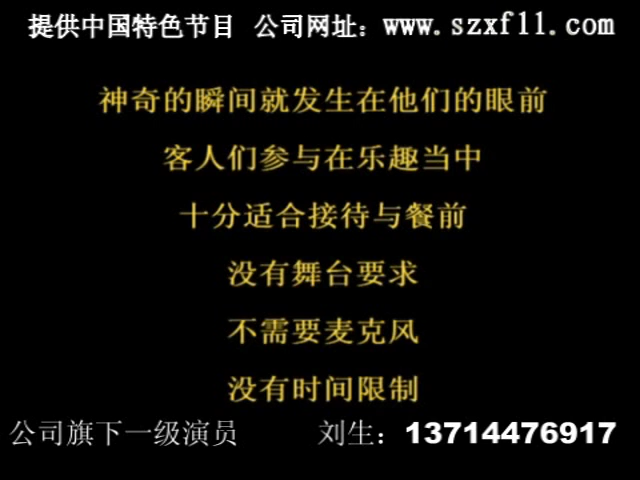 提供中国特色节目 公司网址：www.szxf11.com
神奇的瞬间就发生在他们的眼前
客人们参与在乐趣当中
十分适合接待与餐前
没有舞台要求
不需要麦克风
没有时间限制
公司旗下一级演员 刘生：13714476917